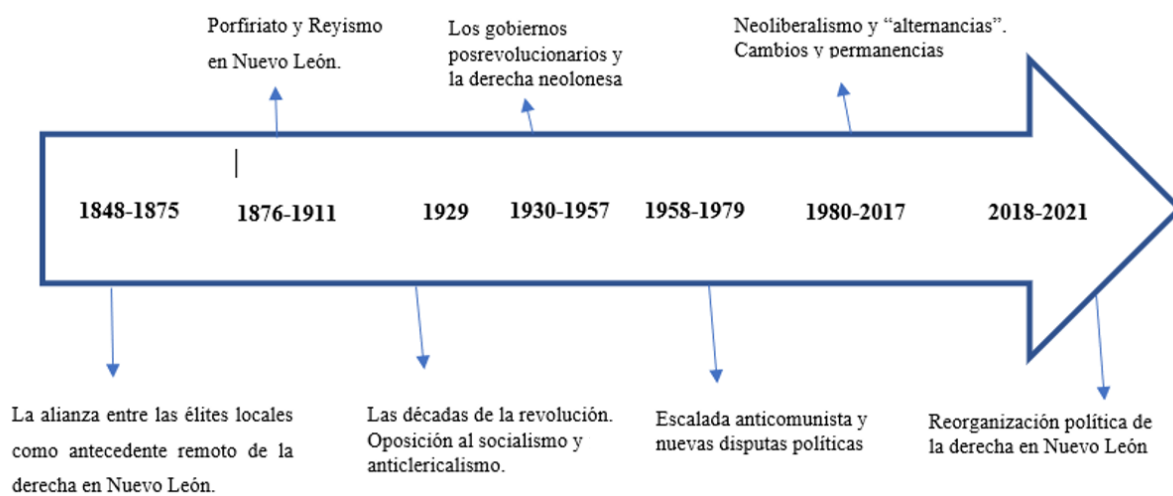 Porfiriato y Reyismo
en Nuevo León.
Los gobiernos
posrevolucionarios y
la derecha neolonesa
Neoliberalismo y “alternancias”.
Cambios y permanencias
1848-1875
1876-1911
1929
1930-1957
1958-1979
1980-2017
2018-2021
La alianza entre las élites locales
como antecedente remoto de la
derecha en Nuevo León.
Las décadas de la revolución.
Oposición al socialismo y
anticlericalismo.
Escalada anticomunista y
nuevas disputas políticas
Reorganización política de
la derecha en Nuevo León